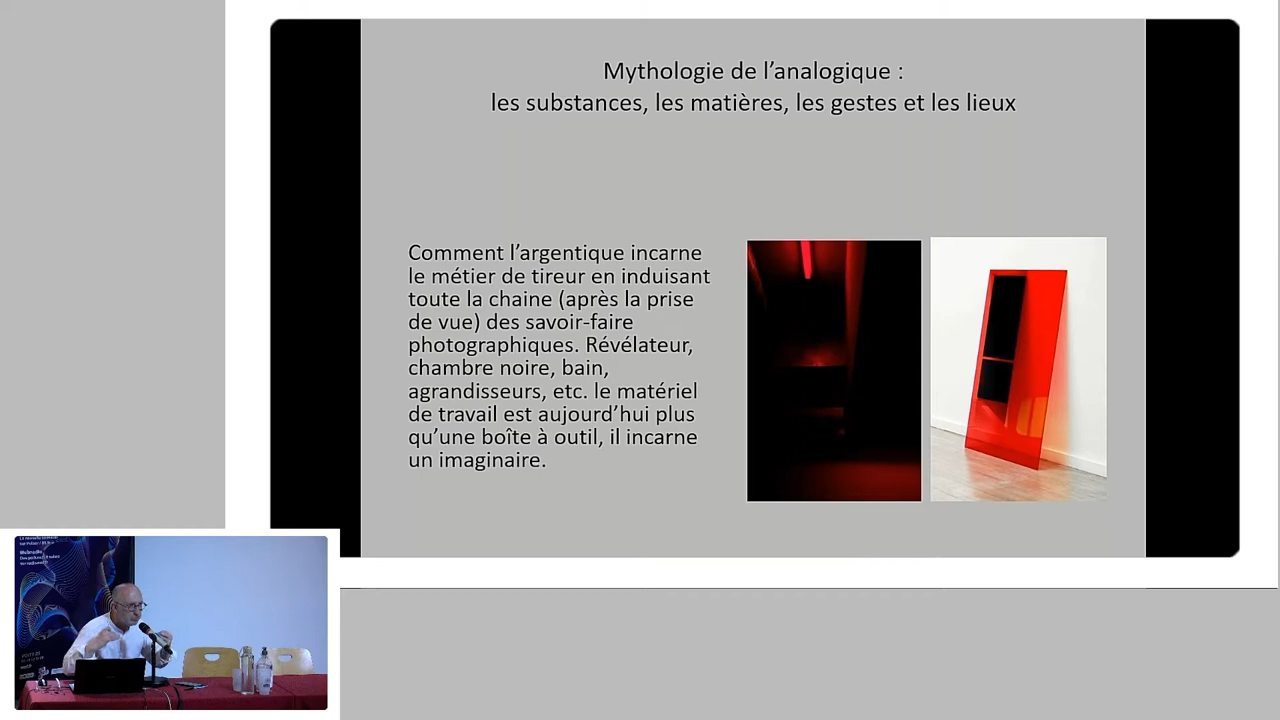 Mythologie de l’analogique :
les substances, les matières, les gestes et les lieux
Comment l’argentique incarne
le métier de tireur en induisant
toute la chaine (après la prise
de vue) des savoir-faire
photographiques. Révélateur,
chambre noire, bain,
agrandisseurs, etc. le matériel
de travail est aujourd’hui plus
qu’une boîte à outil, il incarne
un imaginaire.